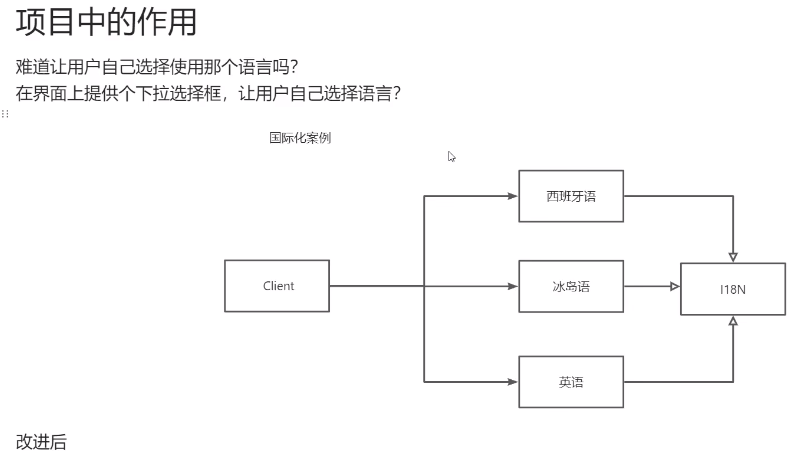 项目中的作用
难道让用户自己选择使用那个语言吗？
在界面上提供个下拉选择框，让用户自己选择语言？
国际化案例
西班牙语
Client
冰岛语
I18N
英语
改进后